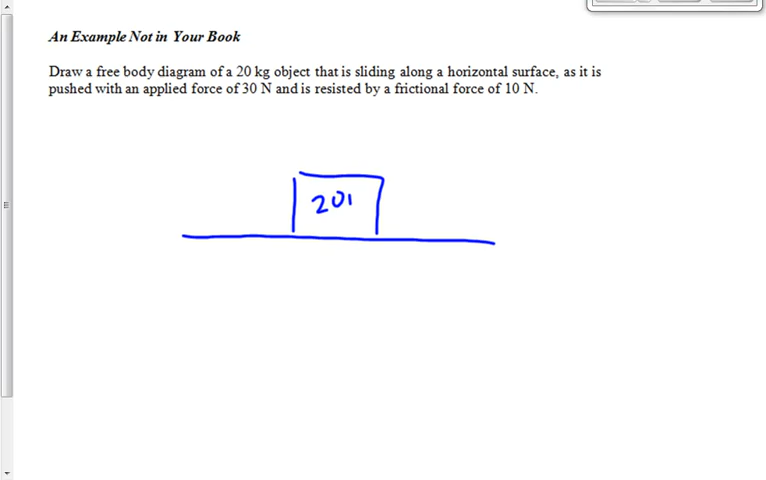 An Example Not in Your Book
Draw a free body diagram of a 20 kg object that is sliding along a horizontal surface, as it is
pushed with an applied force of 30 N and is resisted by a frictional force of 10 N.
201